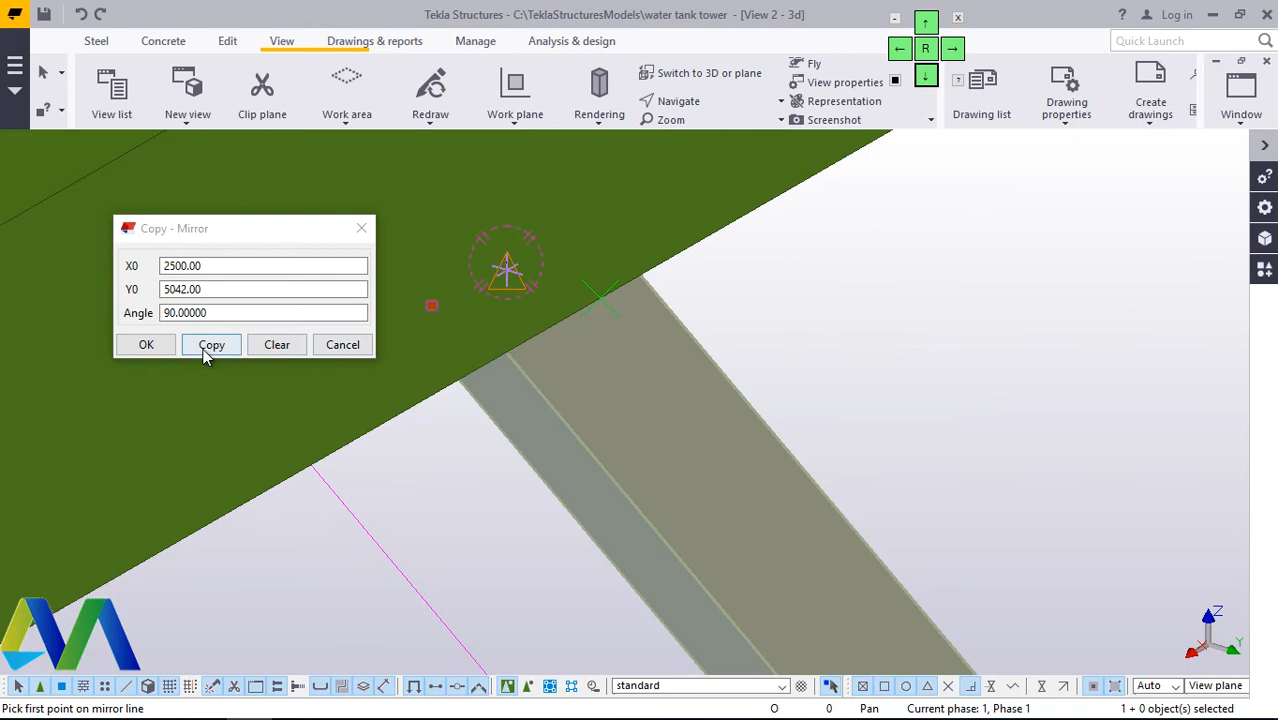 Tekla Structures - C:\TeklaStructuresModels\water tank tower - [View 2 - 3d]
- ↑ x
← R →
↓ ?
? Log in
Steel Concrete Edit View Drawings & reports Manage Analysis & design
Quick Launch
View list
New view
Clip plane
Work area
Redraw
Work plane
Rendering
Switch to 3D or plane
Navigate
Zoom
Fly
View properties
Representation
Screenshot
Drawing list
Drawing
properties
Create
drawings
Window
Copy - Mirror
X0 2500.00
Y0 5042.00
Angle 90.00000
OK Copy Clear Cancel
AM
Z
Y
standard
Auto
View plane
Pick first point on mirror line
O 0 Pan Current phase: 1, Phase 1 1 + 0 object(s) selected